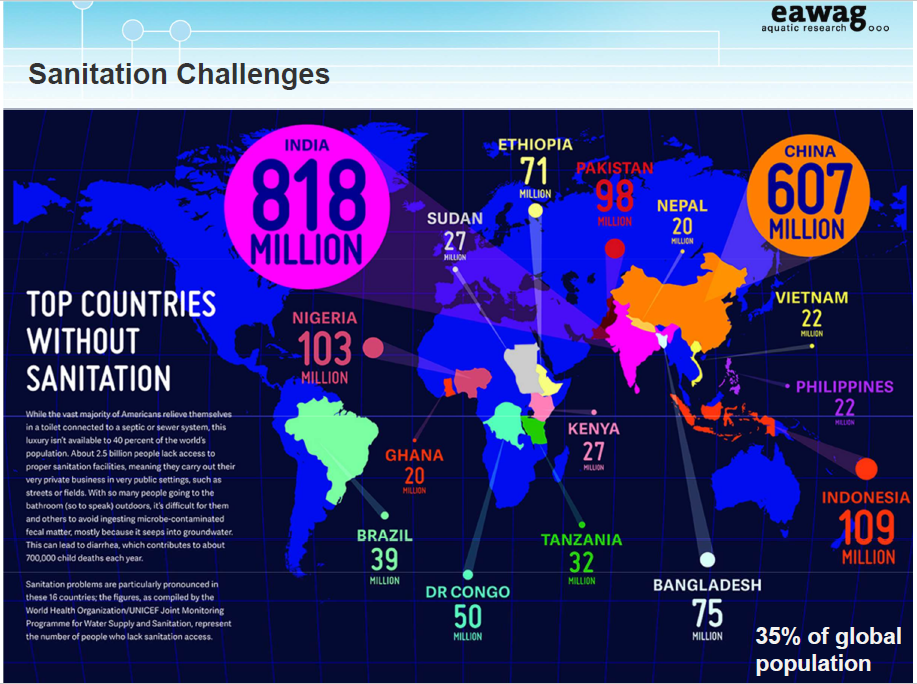 eawag
aquatic research
Sanitation Challenges
INDIA
818
MILLION
ETHIOPIA
71
MILLION
PAKISTAN
98
MILLION
CHINA
607
MILLION
SUDAN
27
MILLION
NEPAL
20
MILLION
TOP COUNTRIES
WITHOUT
SANITATION
While the vast majority of Americans relieve themselves
in a toilet connected to a septic or sewer system, this
luxury isn't available to 40 percent of the world's
population. About 2.5 billion people lack access to
proper sanitation facilities, meaning they carry out their
very private business in very public settings, such as
streets or fields. With so many people going to the
bathroom (so to speak) outdoors, it's difficult for them
and others to avoid ingesting microbe-contaminated
fecal matter, mostly because it seeps into groundwater.
This can lead to diarrhea, which contributes to about
700,000 child deaths each year.
Sanitation problems are particularly pronounced in
these 16 countries; the figures, as compiled by the
World Health Organization/UNICEF Joint Monitoring
Programme for Water Supply and Sanitation, represent
the number of people who lack sanitation access.
NIGERIA
103
MILLION
VIETNAM
22
MILLION
PHILIPPINES
22
MILLION
GHANA
20
MILLION
KENYA
27
MILLION
INDONESIA
109
MILLION
BRAZIL
39
MILLION
TANZANIA
32
MILLION
DR CONGO
50
MILLION
BANGLADESH
75
MILLION
35% of global
population